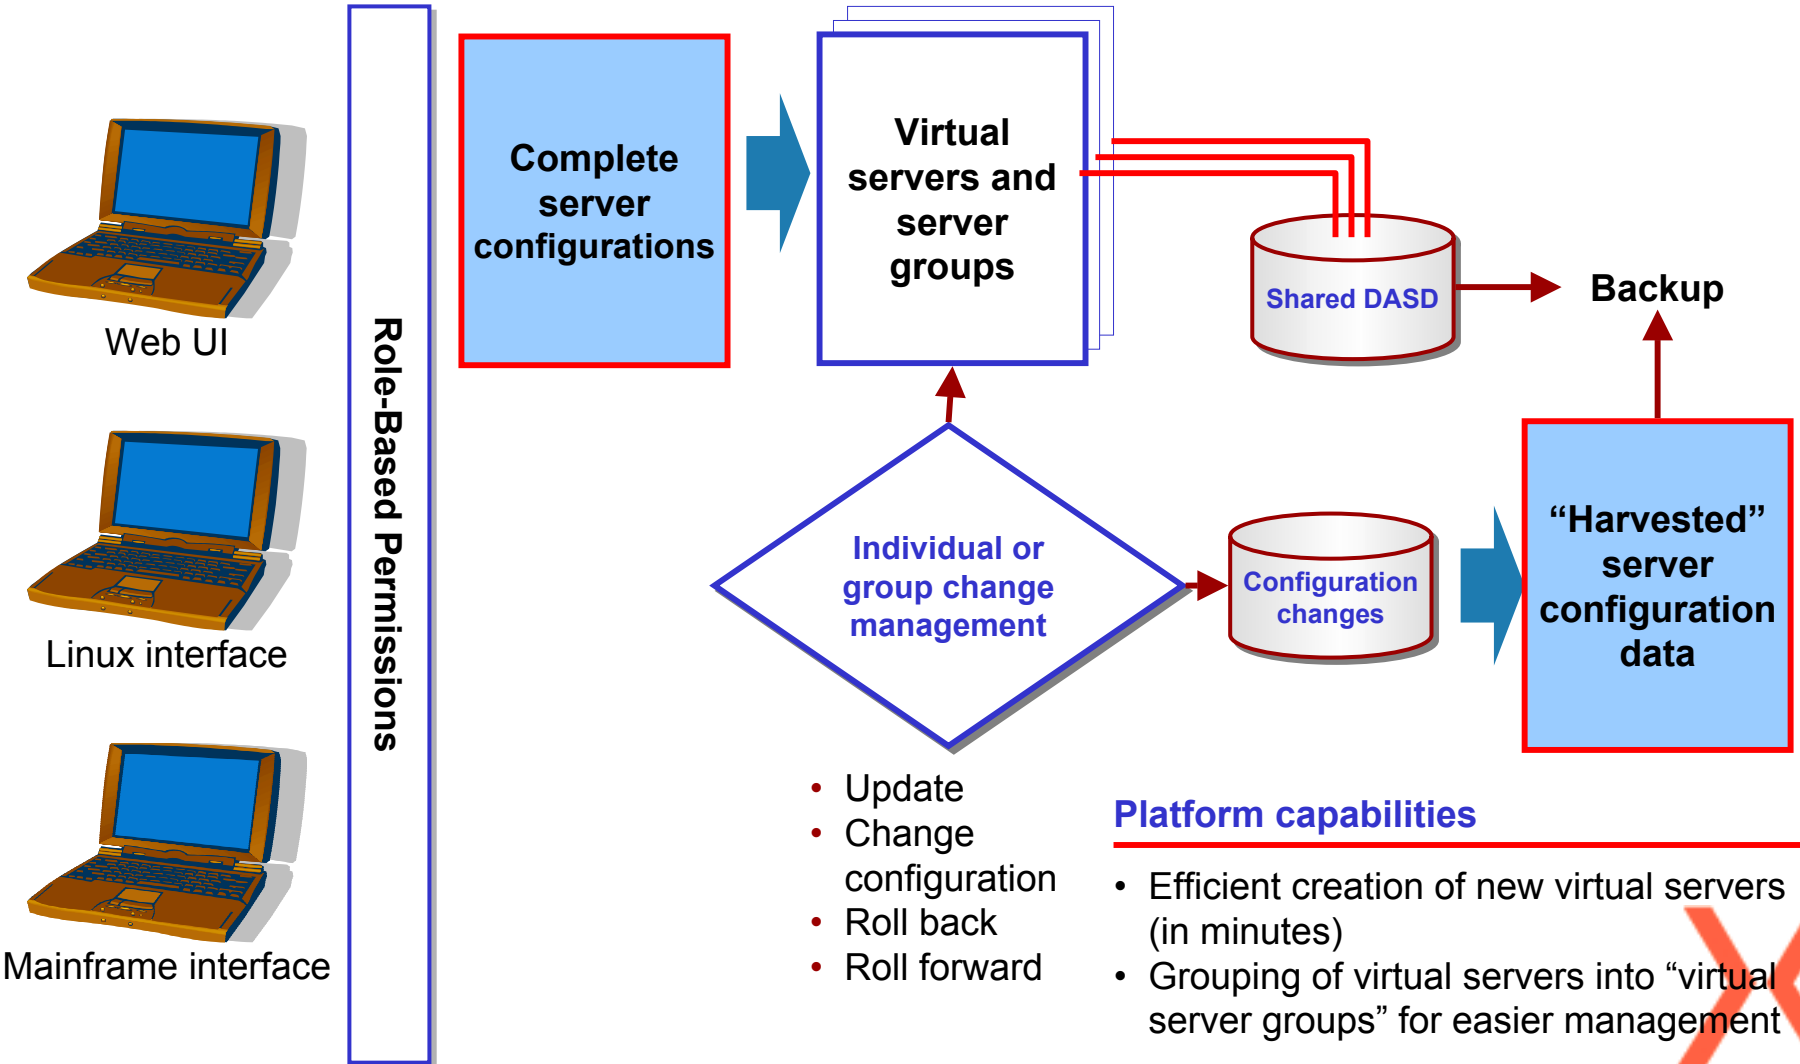 Web UI
Linux interface
Mainframe interface
Role-Based Permissions
Complete
server
configurations
Virtual
servers and
server
groups
Shared DASD
Backup
Individual or
group change
management
Configuration
changes
“Harvested”
server
configuration
data
• Update
• Change
configuration
• Roll back
• Roll forward
Platform capabilities
• Efficient creation of new virtual servers
(in minutes)
• Grouping of virtual servers into “virtual
server groups” for easier management